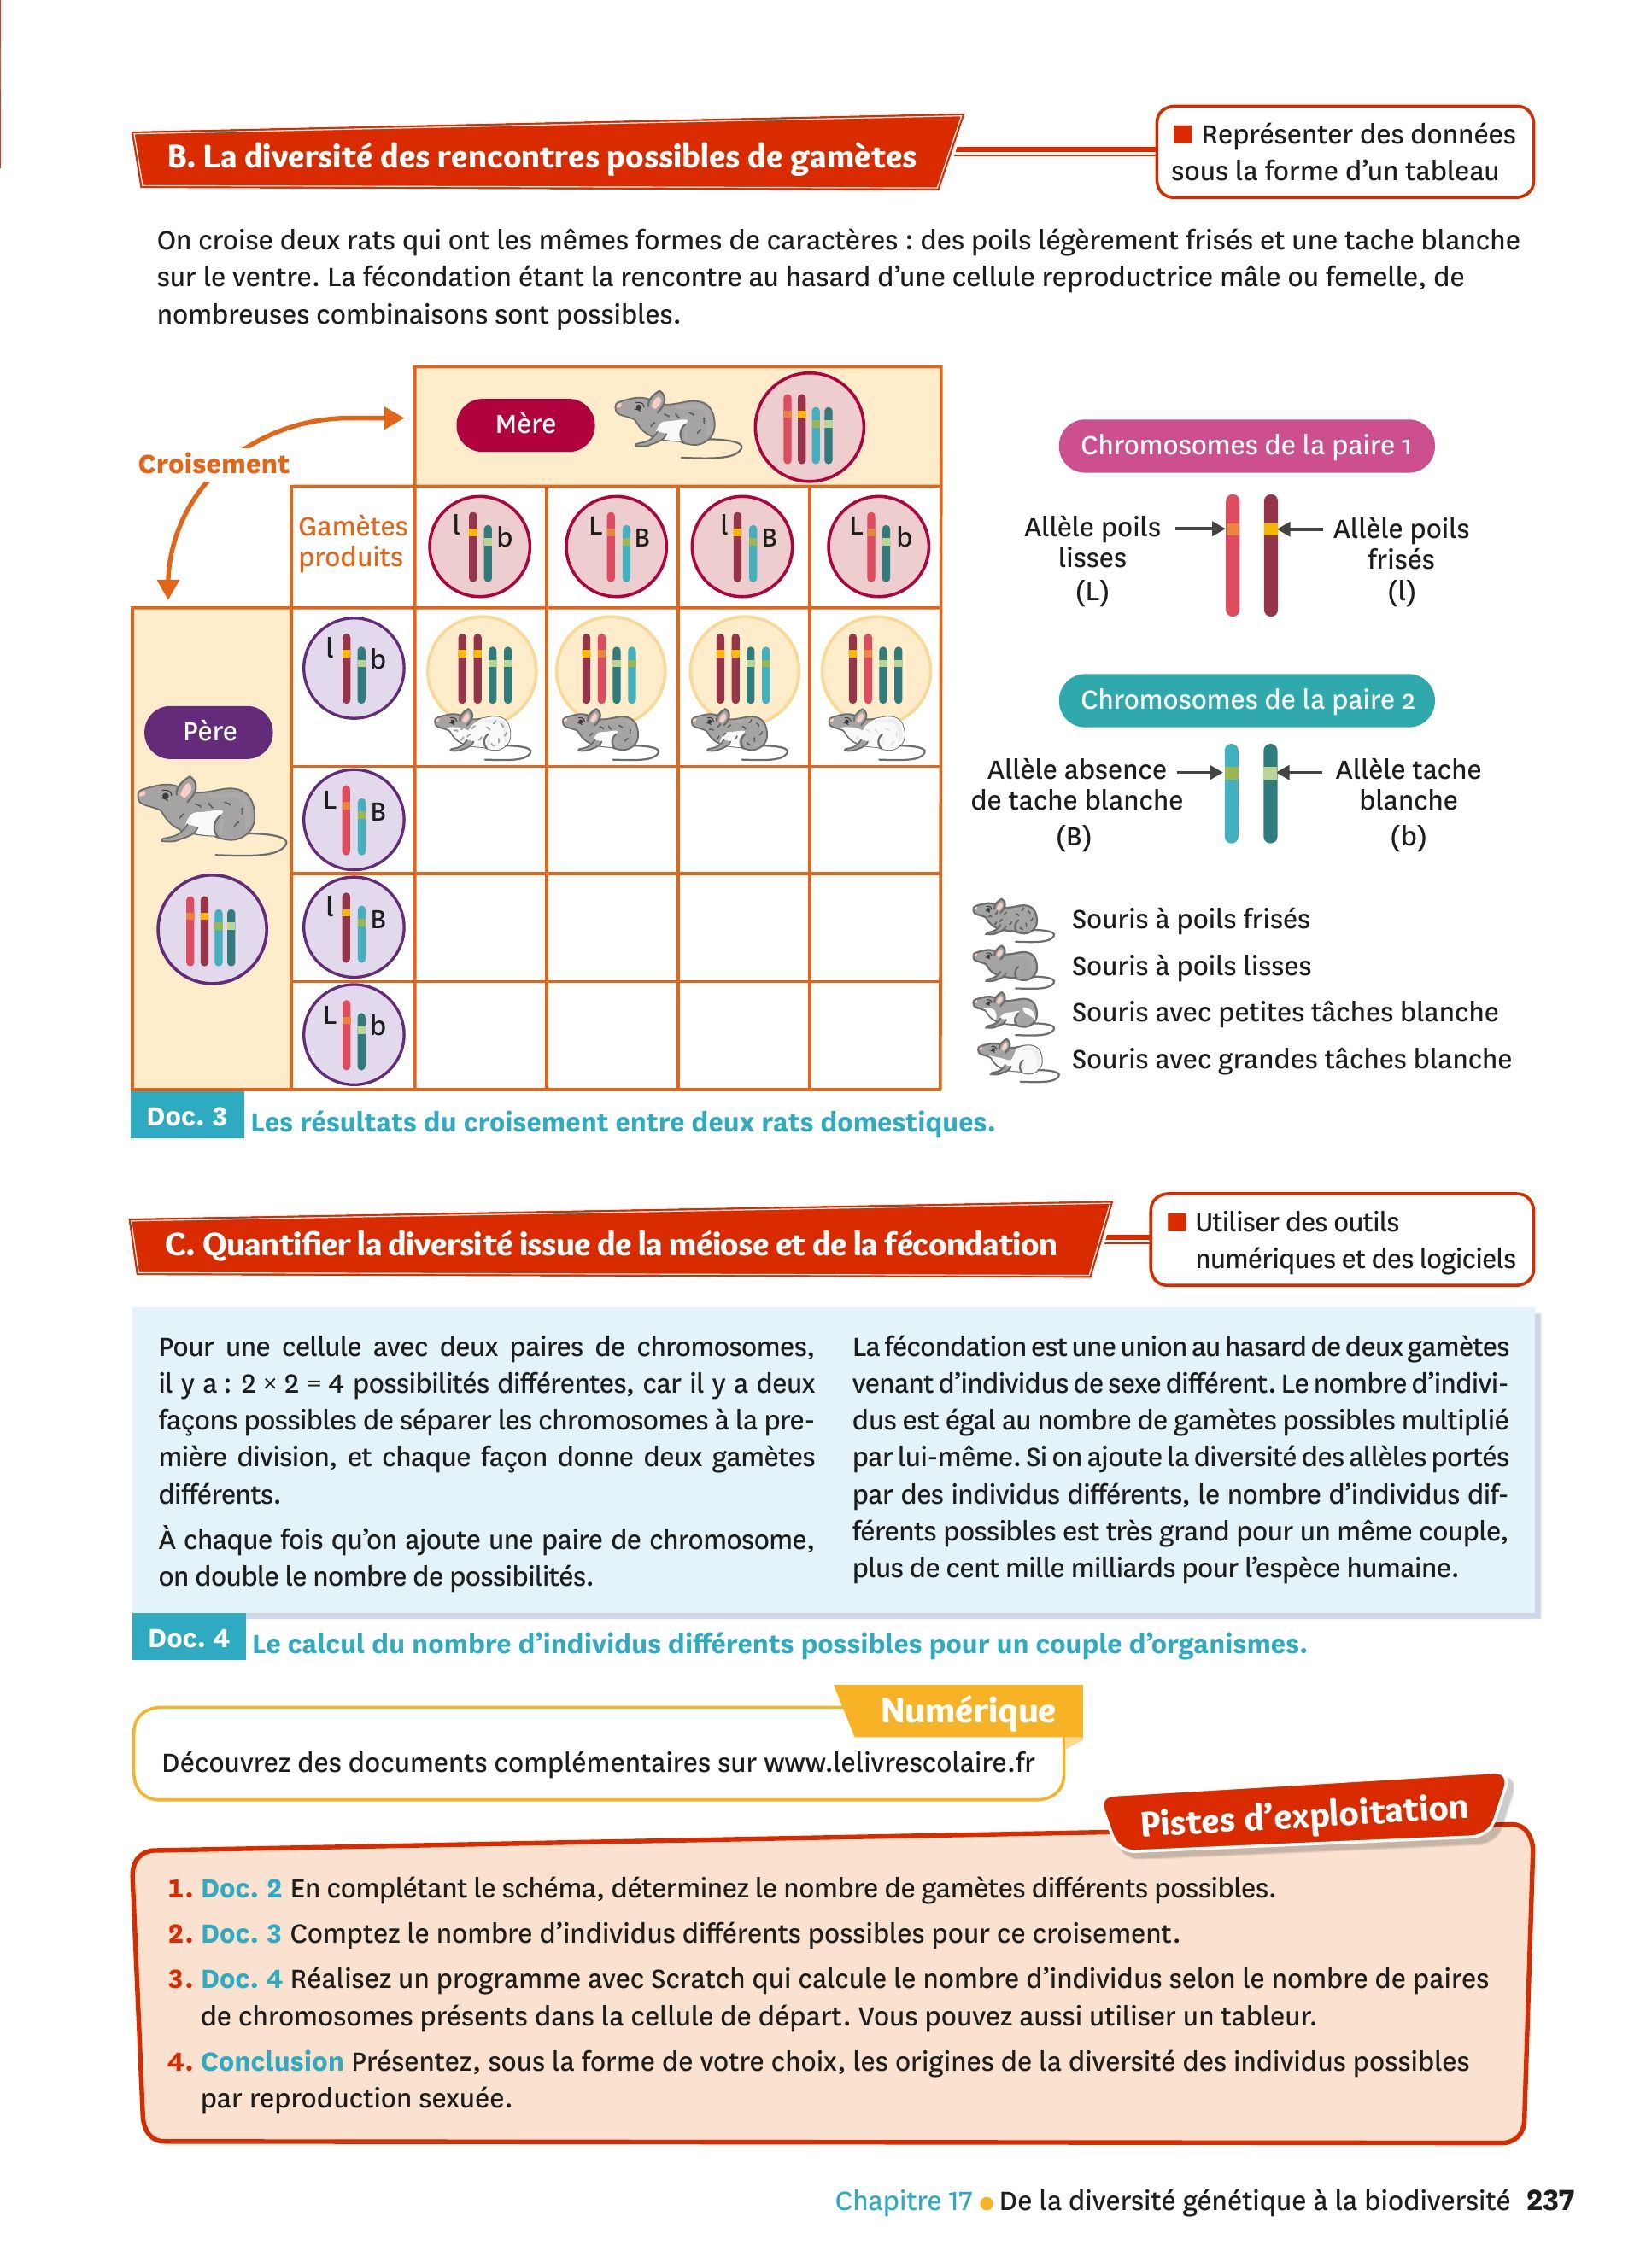 B. La diversité des rencontres possibles de gamètes
■ Représenter des données
sous la forme d'un tableau
On croise deux rats qui ont les mêmes formes de caractères : des poils légèrement frisés et une tache blanche
sur le ventre. La fécondation étant la rencontre au hasard d'une cellule reproductrice mâle ou femelle, de
nombreuses combinaisons sont possibles.
Croisement
Mère
Gamètes
produits
l b
L B
l B
L b
Père
l b
L B
l B
L b
Chromosomes de la paire 1
Allèle poils
lisses
(L)
Allèle poils
frisés
(l)
Chromosomes de la paire 2
Allèle absence
de tache blanche
(B)
Allèle tache
blanche
(b)
Souris à poils frisés
Souris à poils lisses
Souris avec petites tâches blanche
Souris avec grandes tâches blanche
Doc. 3 Les résultats du croisement entre deux rats domestiques.
C. Quantifier la diversité issue de la méiose et de la fécondation
■ Utiliser des outils
numériques et des logiciels
Pour une cellule avec deux paires de chromosomes,
il y a : 2 × 2 = 4 possibilités différentes, car il y a deux
façons possibles de séparer les chromosomes à la pre-
mière division, et chaque façon donne deux gamètes
différents.
À chaque fois qu'on ajoute une paire de chromosome,
on double le nombre de possibilités.
La fécondation est une union au hasard de deux gamètes
venant d'individus de sexe différent. Le nombre d'indivi-
dus est égal au nombre de gamètes possibles multiplié
par lui-même. Si on ajoute la diversité des allèles portés
par des individus différents, le nombre d'individus dif-
férents possibles est très grand pour un même couple,
plus de cent mille milliards pour l'espèce humaine.
Doc. 4 Le calcul du nombre d'individus différents possibles pour un couple d'organismes.
Numérique
Découvrez des documents complémentaires sur www.lelivrescolaire.fr
Pistes d'exploitation
1. Doc. 2 En complétant le schéma, déterminez le nombre de gamètes différents possibles.
2. Doc. 3 Comptez le nombre d'individus différents possibles pour ce croisement.
3. Doc. 4 Réalisez un programme avec Scratch qui calcule le nombre d'individus selon le nombre de paires
de chromosomes présents dans la cellule de départ. Vous pouvez aussi utiliser un tableur.
4. Conclusion Présentez, sous la forme de votre choix, les origines de la diversité des individus possibles
par reproduction sexuée.
Chapitre 17 ● De la diversité génétique à la biodiversité 237